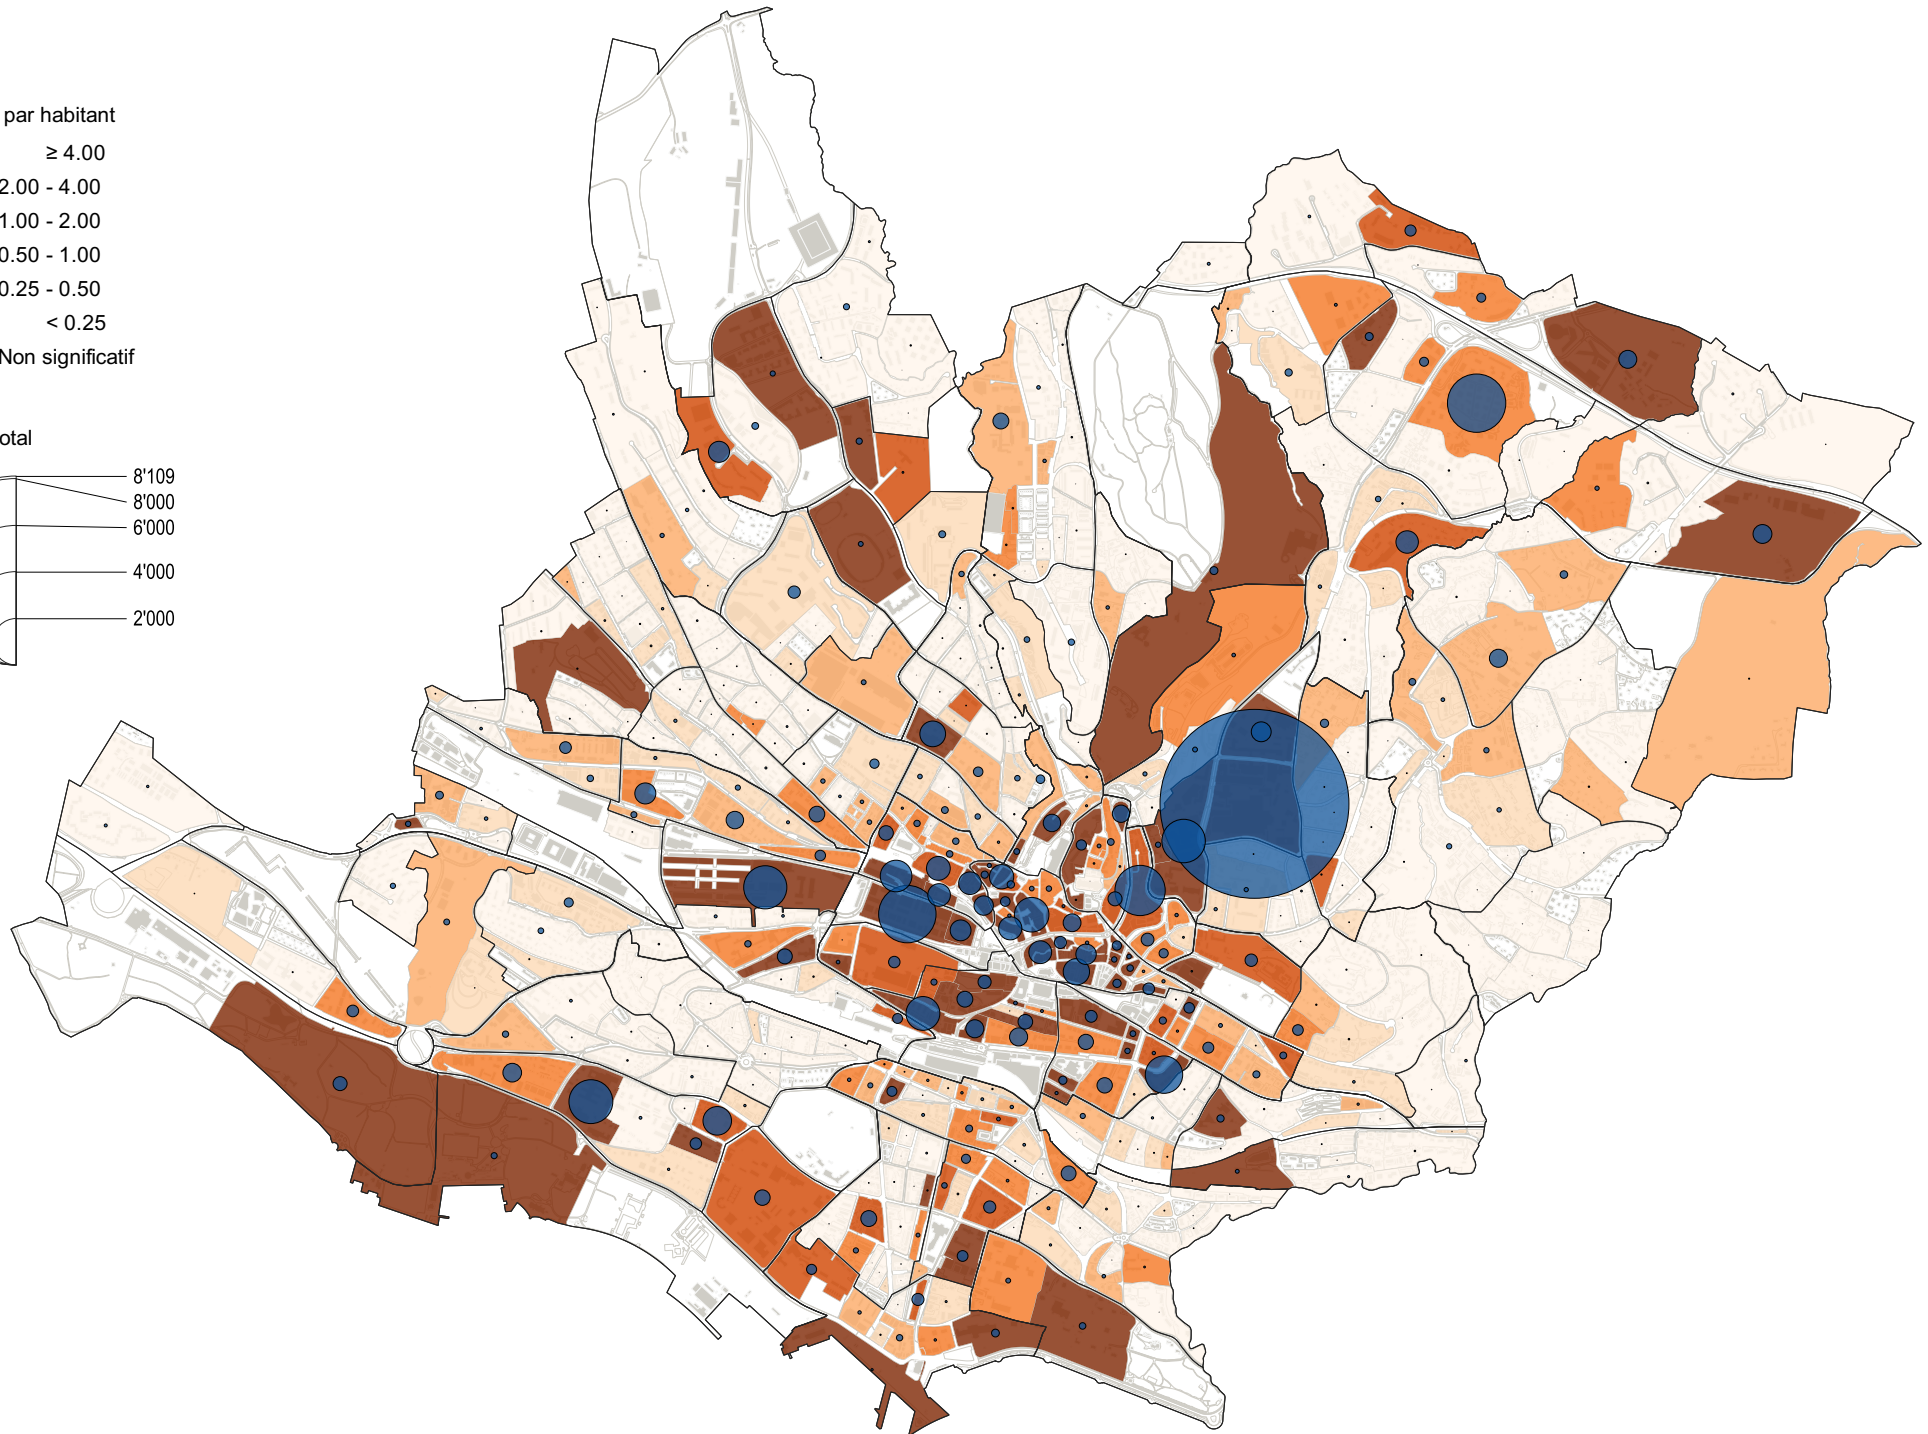 par habitant
≥ 4.00
2.00 - 4.00
1.00 - 2.00
0.50 - 1.00
0.25 - 0.50
< 0.25
Non significatif
otal
8'109
8'000
6'000
4'000
2'000